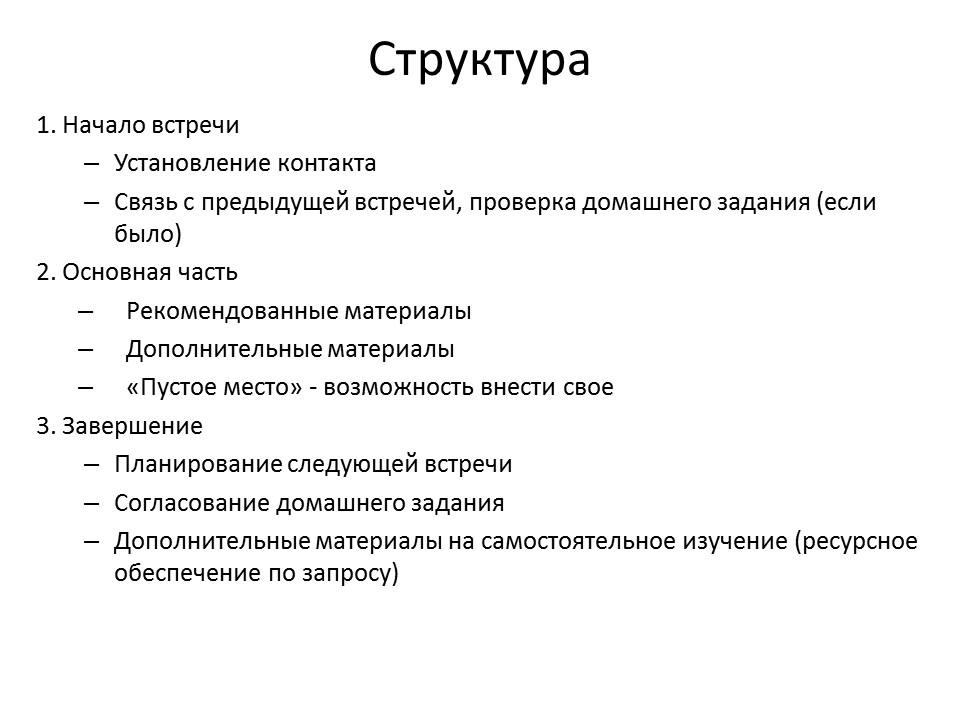 Структура
1. Начало встречи
– Установление контакта
– Связь с предыдущей встречей, проверка домашнего задания (если
было)
2. Основная часть
– Рекомендованные материалы
– Дополнительные материалы
– «Пустое место» - возможность внести свое
3. Завершение
– Планирование следующей встречи
– Согласование домашнего задания
– Дополнительные материалы на самостоятельное изучение (ресурсное
обеспечение по запросу)